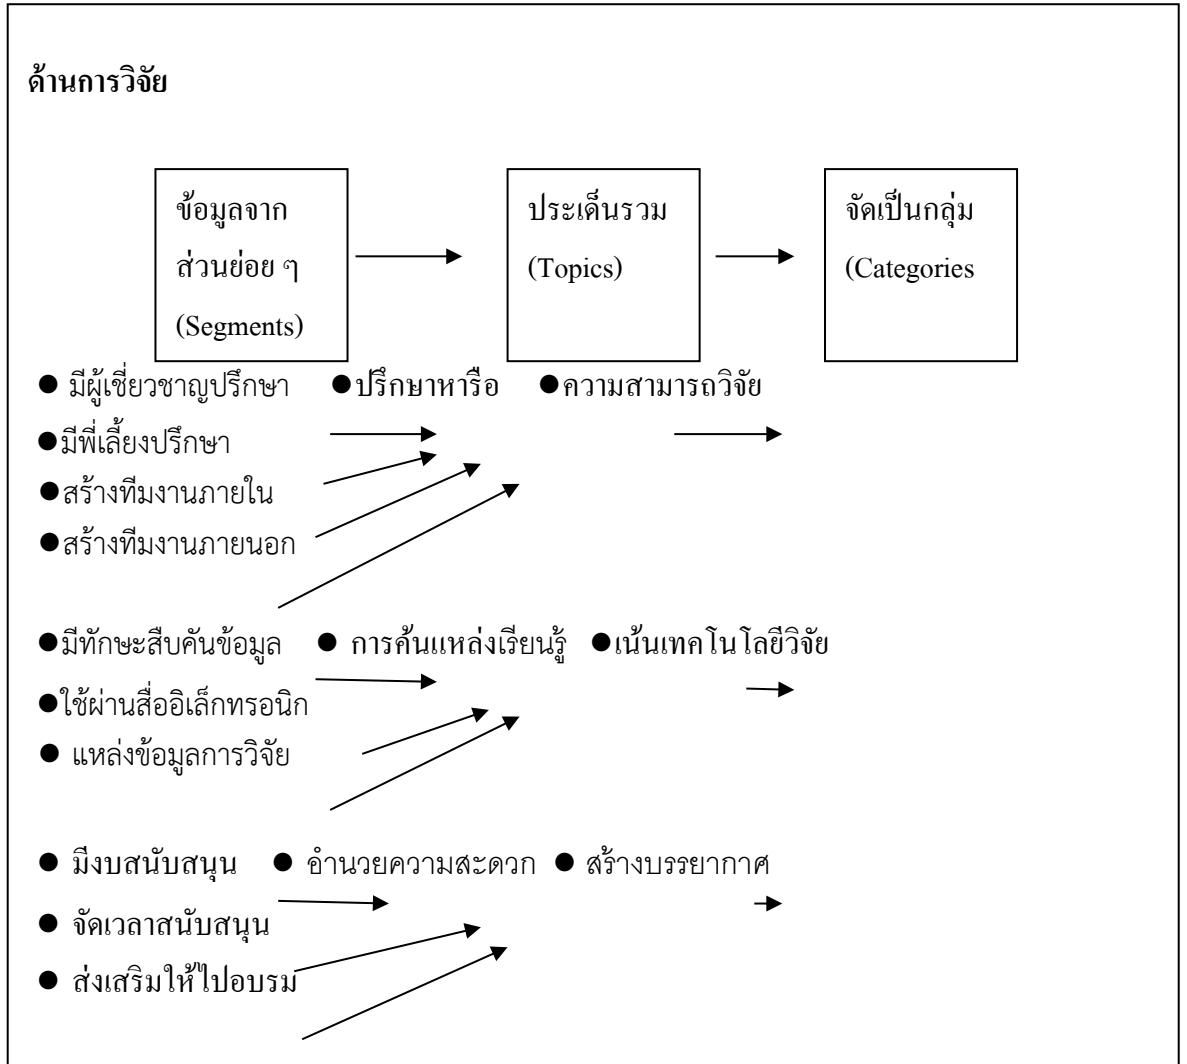 ด้านการวิจัย
ข้อมูลจาก
ส่วนย่อย ๆ
(Segments)
ประเด็นรวม
(Topics)
จัดเป็นกลุ่ม
(Categories
● มีผู้เชี่ยวชาญปรึกษา ●ปรึกษาหารือ ●ความสามารถวิจัย
●มีพี่เลี้ยงปรึกษา
●สร้างทีมงานภายใน
●สร้างทีมงานภายนอก
●มีทักษะสืบคันข้อมูล ● การค้นแหล่งเรียนรู้ ●เน้นเทคโนโลยีวิจัย
●ใช้ผ่านสื่ออิเล็กทรอนิก
● แหล่งข้อมูลการวิจัย
● มีงบสนับสนุน ● อำนวยความสะดวก ● สร้างบรรยากาศ
● จัดเวลาสนับสนุน
● ส่งเสริมให้ไปอบรม